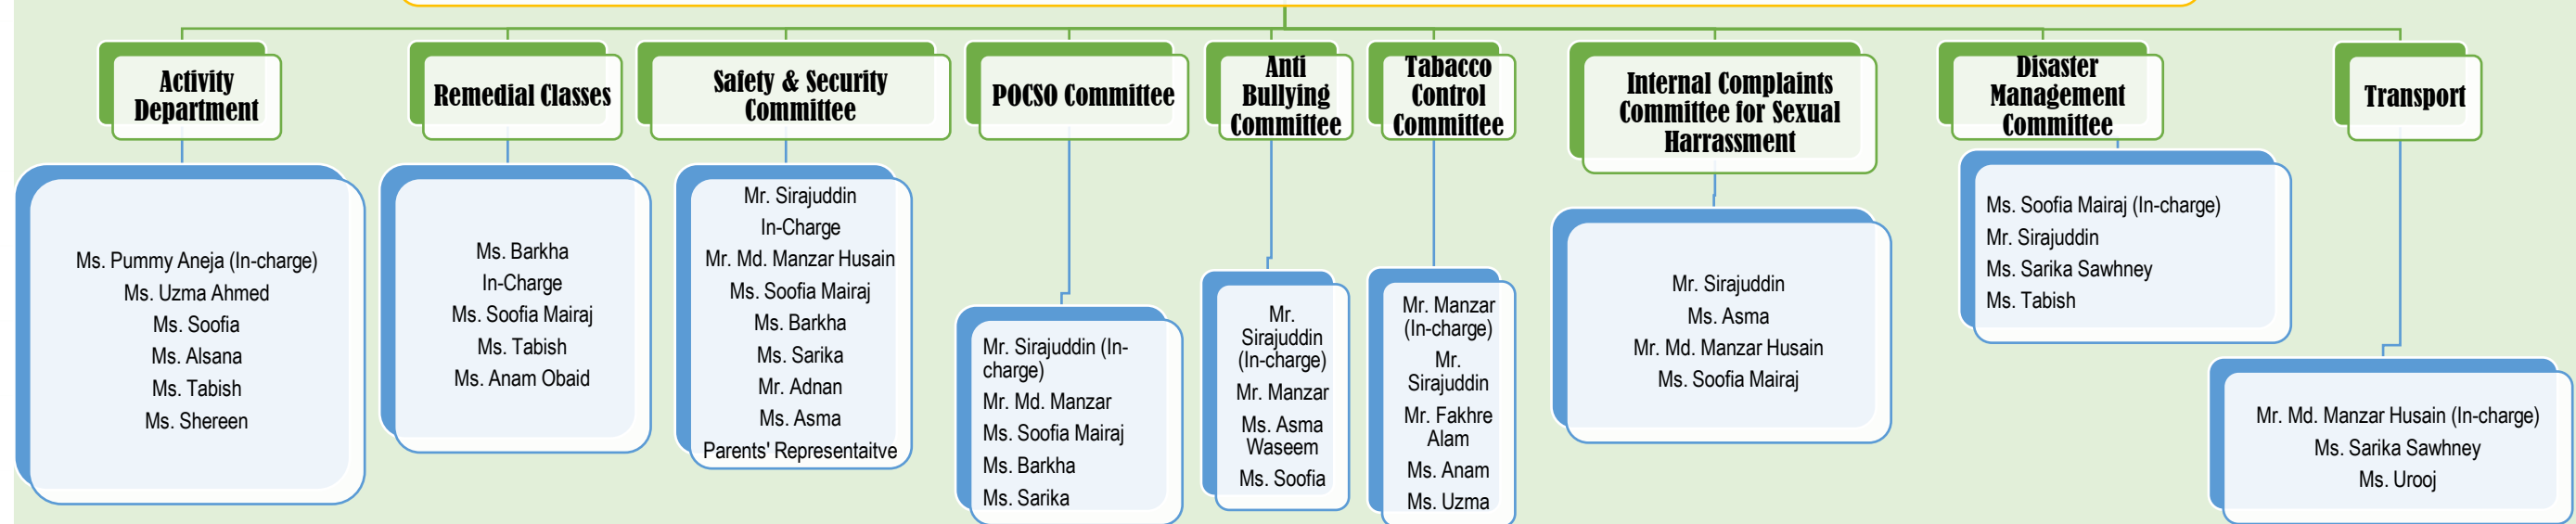 Activity
Department
Remedial Classes
Safety & Security
Committee
POCSO Committee
Anti
Bullying
Committee
Tabacco
Control
Committee
Internal Complaints
Committee for Sexual
Harrassment
Disaster
Management
Committee
Transport
Ms. Pummy Aneja (In-charge)
Ms. Uzma Ahmed
Ms. Soofia
Ms. Alsana
Ms. Tabish
Ms. Shereen
Ms. Barkha
In-Charge
Ms. Soofia Mairaj
Ms. Tabish
Ms. Anam Obaid
Mr. Sirajuddin
In-Charge
Mr. Md. Manzar Husain
Ms. Soofia Mairaj
Ms. Barkha
Ms. Sarika
Mr. Adnan
Ms. Asma
Parents' Representaitve
Mr. Sirajuddin (In-
charge)
Mr. Md. Manzar
Ms. Soofia Mairaj
Ms. Barkha
Ms. Sarika
Mr.
Sirajuddin
(In-charge)
Mr. Manzar
Ms. Asma
Waseem
Ms. Soofia
Mr. Manzar
(In-charge)
Mr.
Sirajuddin
Mr. Fakhre
Alam
Ms. Anam
Ms. Uzma
Mr. Sirajuddin
Ms. Asma
Mr. Md. Manzar Husain
Ms. Soofia Mairaj
Ms. Soofia Mairaj (In-charge)
Mr. Sirajuddin
Ms. Sarika Sawhney
Ms. Tabish
Mr. Md. Manzar Husain (In-charge)
Ms. Sarika Sawhney
Ms. Urooj